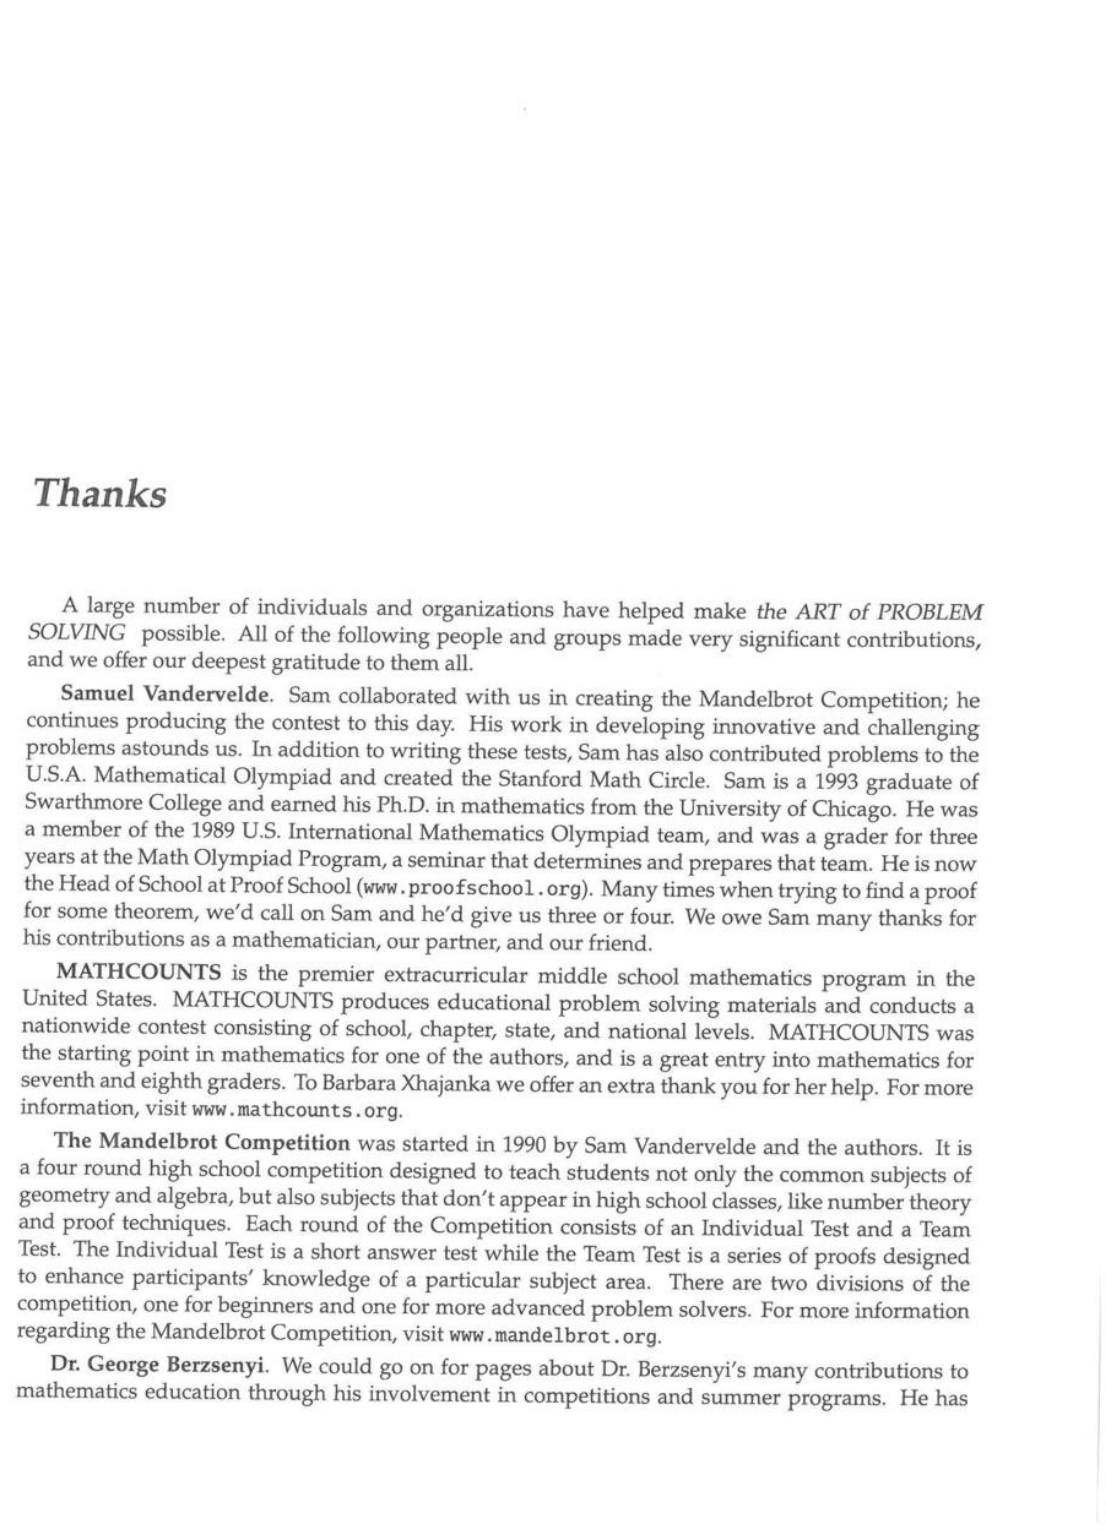 Thanks
A large number of individuals and organizations have helped make the ART of PROBLEM
SOLVING possible. All of the following people and groups made very significant contributions,
and we offer our deepest gratitude to them all.
Samuel Vandervelde. Sam collaborated with us in creating the Mandelbrot Competition; he
continues producing the contest to this day. His work in developing innovative and challenging
problems astounds us. In addition to writing these tests, Sam has also contributed problems to the
U.S.A. Mathematical Olympiad and created the Stanford Math Circle. Sam is a 1993 graduate of
Swarthmore College and earned his Ph.D. in mathematics from the University of Chicago. He was
a member of the 1989 U.S. International Mathematics Olympiad team, and was a grader for three
years at the Math Olympiad Program, a seminar that determines and prepares that team. He is now
the Head of School at Proof School (www.proofschool.org). Many times when trying to find a proof
for some theorem, we'd call on Sam and he'd give us three or four. We owe Sam many thanks for
his contributions as a mathematician, our partner, and our friend.
MATHCOUNTS is the premier extracurricular middle school mathematics program in the
United States. MATHCOUNTS produces educational problem solving materials and conducts a
nationwide contest consisting of school, chapter, state, and national levels. MATHCOUNTS was
the starting point in mathematics for one of the authors, and is a great entry into mathematics for
seventh and eighth graders. To Barbara Xhajanka we offer an extra thank you for her help. For more
information, visit www.mathcounts.org.
The Mandelbrot Competition was started in 1990 by Sam Vandervelde and the authors. It is
a four round high school competition designed to teach students not only the common subjects of
geometry and algebra, but also subjects that don't appear in high school classes, like number theory
and proof techniques. Each round of the Competition consists of an Individual Test and a Team
Test. The Individual Test is a short answer test while the Team Test is a series of proofs designed
to enhance participants' knowledge of a particular subject area. There are two divisions of the
competition, one for beginners and one for more advanced problem solvers. For more information
regarding the Mandelbrot Competition, visit www.mandelbrot.org.
Dr. George Berzsenyi. We could go on for pages about Dr. Berzsenyi's many contributions to
mathematics education through his involvement in competitions and summer programs. He has